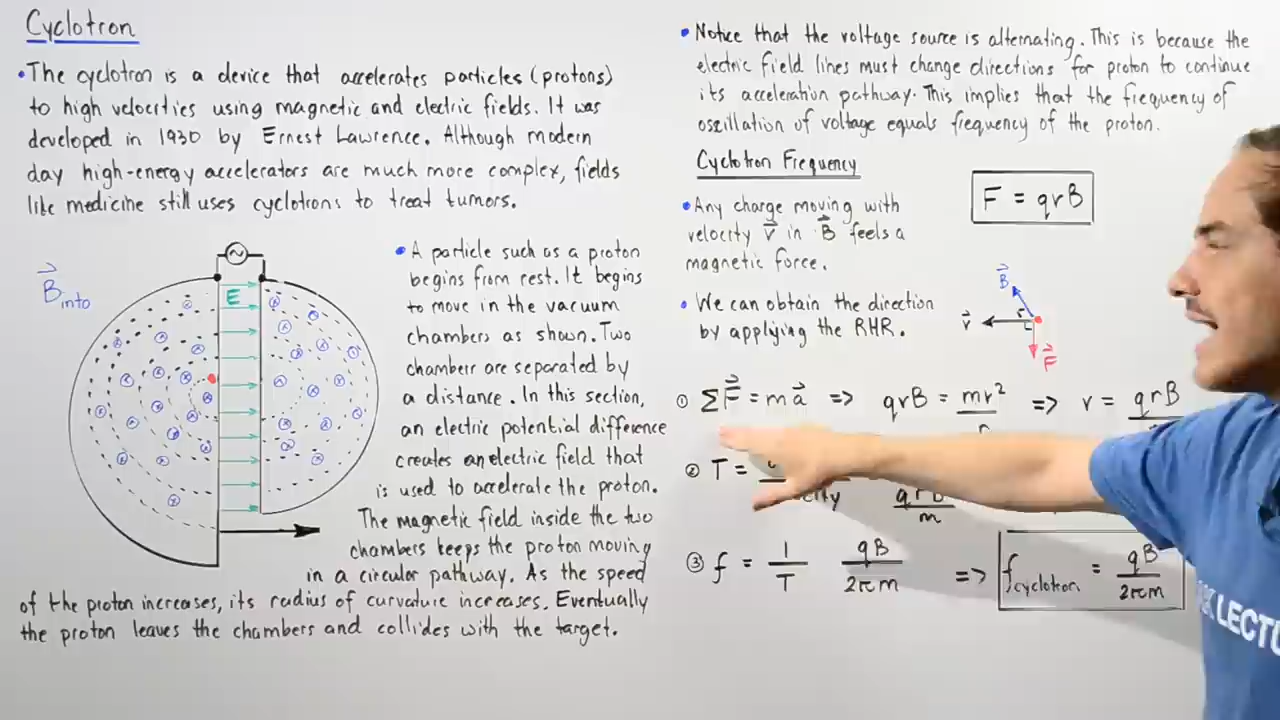 Cyclotron
• The cyclotron is a device that accelerates particles (protons)
to high velocities using magnetic and electric fields. It was
developed in 1930 by Ernest Lawrence. Although modern
day high-energy accelerators are much more complex, fields
like medicine still uses cyclotrons to treat tumors.
B into
E
• A particle such as a proton
begins from rest. It begins
to move in the vacuum
chambers as shown. Two
chambers are separated by
a distance. In this section,
an electric potential difference
creates an electric field that
is used to accelerate the proton.
The magnetic field inside the two
chambers keeps the proton moving
in a circular pathway. As the speed
of the proton increases, its radius of curvature increases. Eventually
the proton leaves the chambers and collides with the target.
• Notice that the voltage source is alternating. This is because the
electric field lines must change directions for proton to continue
its acceleration pathway. This implies that the frequency of
oszillation of voltage equals frequency of the proton.
Cyclotron Frequency
F = qvB
• Any charge moving with
velocity v in B feels a
magnetic force.
• We can obtain the direction
by applying the RHR.
B
v
F
① ΣF = ma => qvB = mv²/r => v = qrB
② T = qrB/m
③ f = 1/T qB/2πm => f cyclotron = qB/2πm
LECTU